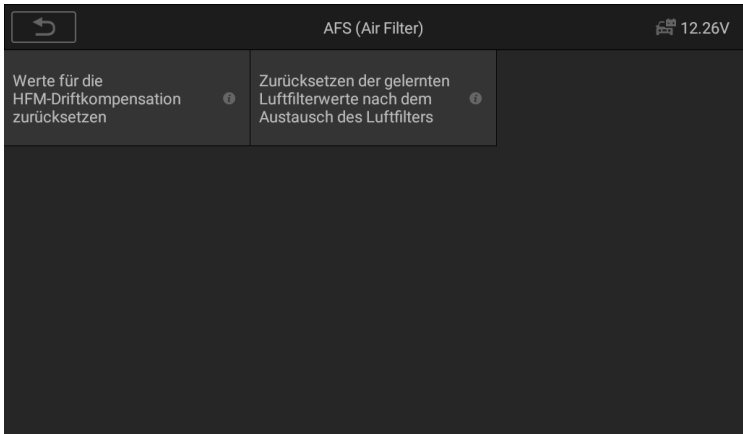 AFS (Air Filter)
12.26V
Werte für die
HFM-Driftkompensation
zurücksetzen
Zurücksetzen der gelernten
Luftfilterwerte nach dem
Austausch des Luftfilters